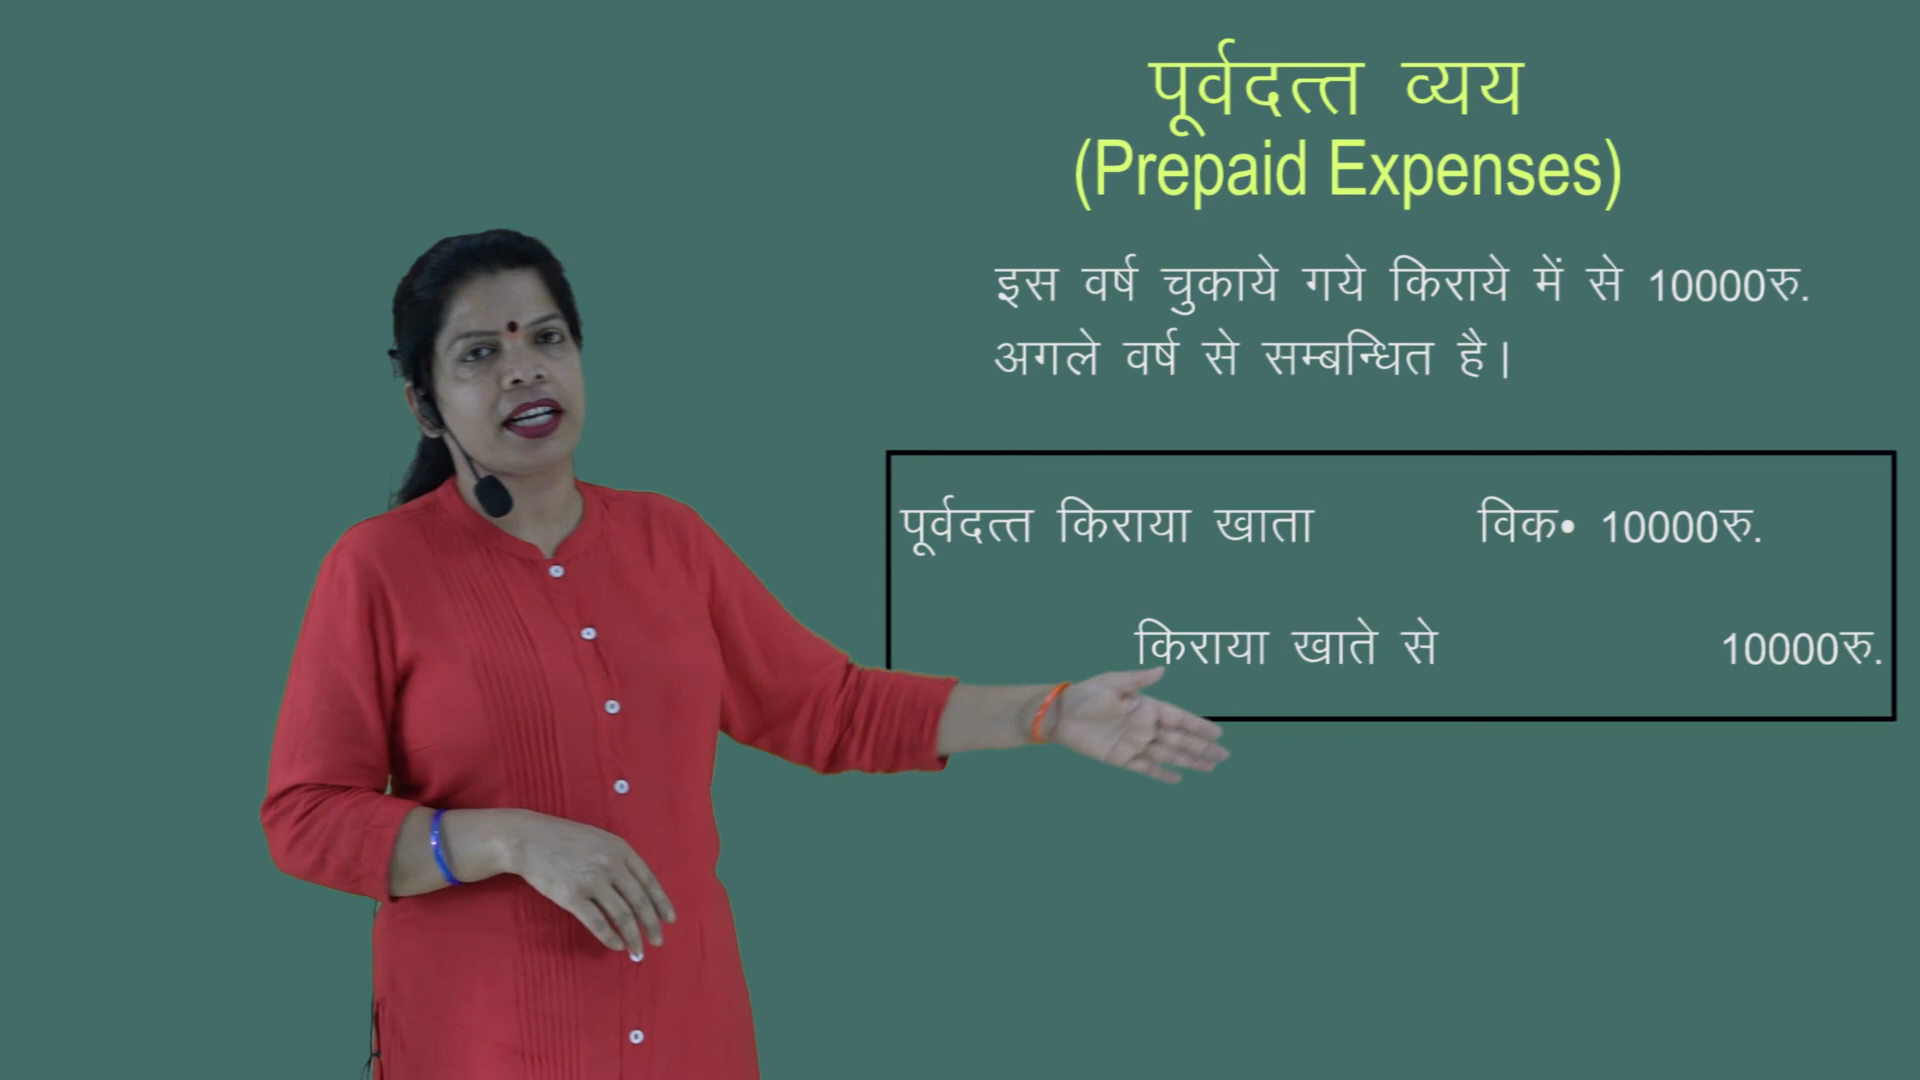 पूर्वदत्त व्यय
(Prepaid Expenses)
इस वर्ष चुकाये गये किराये में से 10000रु.
अगले वर्ष से सम्बन्धित है।
पूर्वदत्त किराया खाता विक• 10000रु.
किराया खाते से 10000रु.